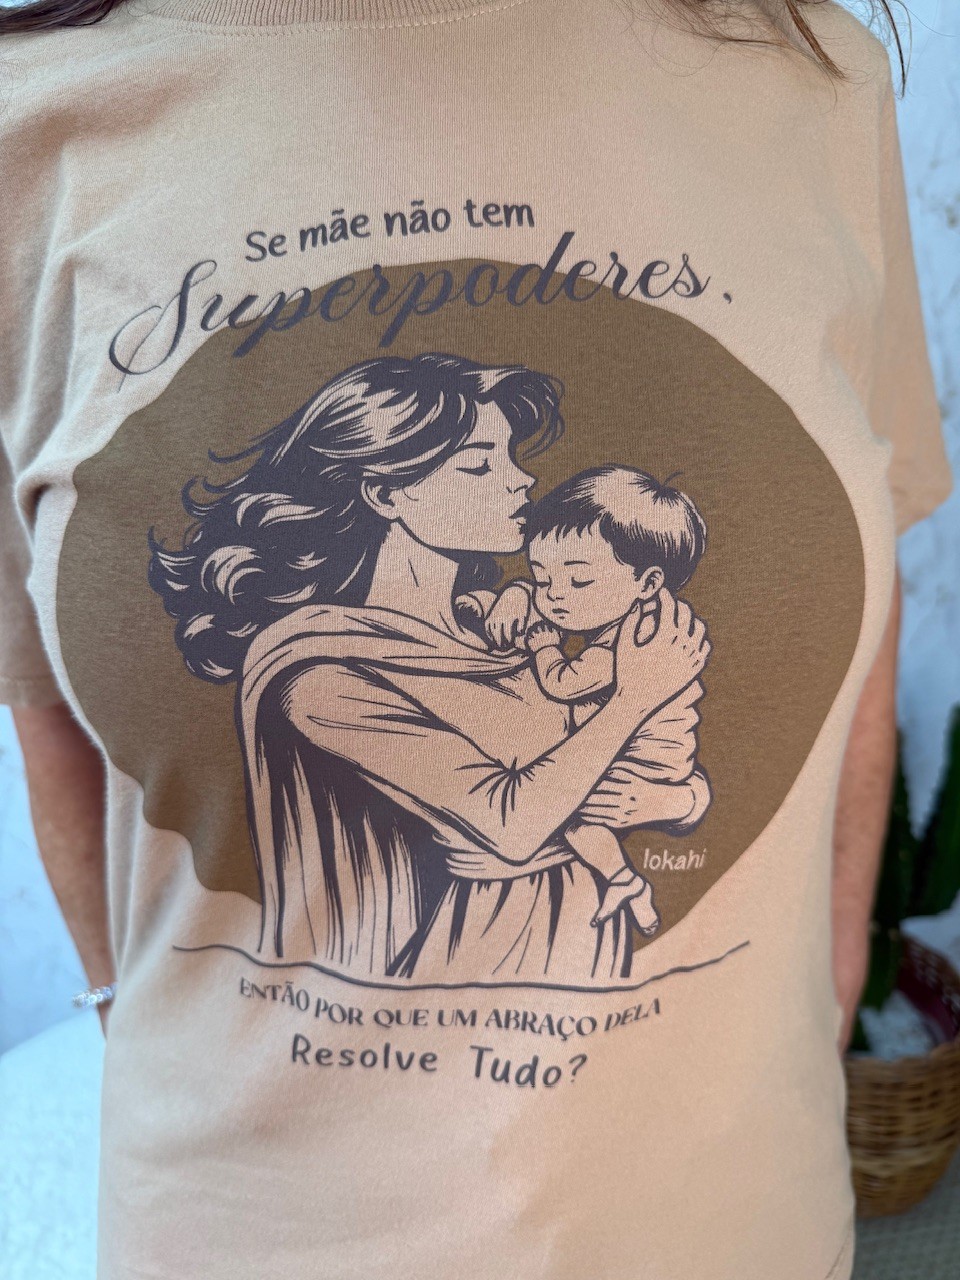 Se mãe não tem
Superpoderes.
lokahi
ENTÃO POR QUE UM ABRAÇO DELA
Resolve Tudo?